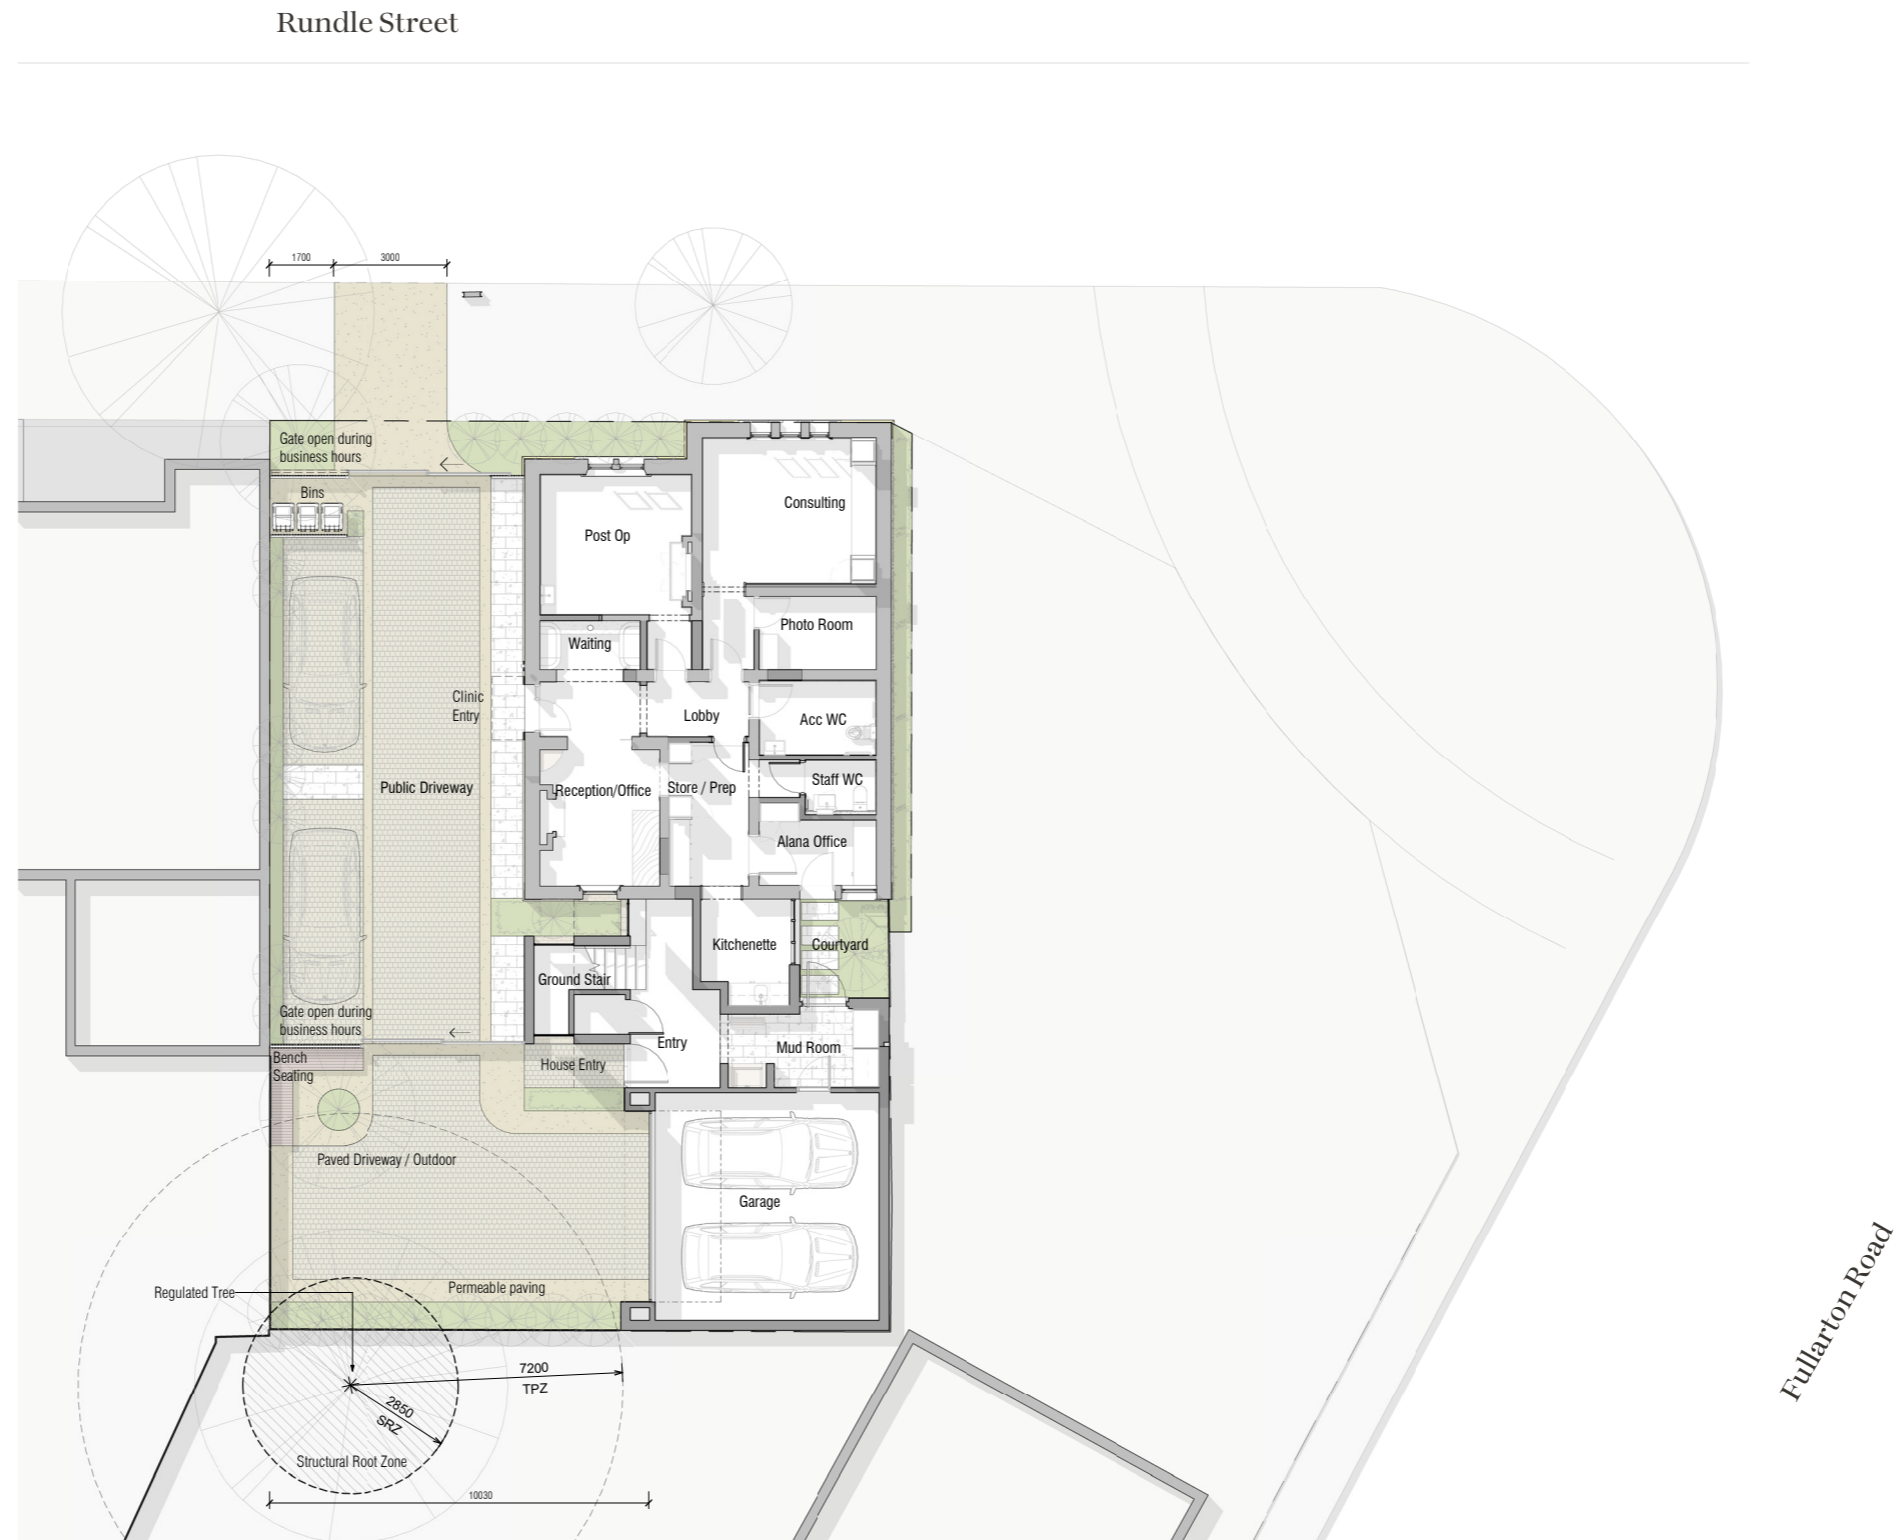 Rundle Street
1700
3000
Gate open during
business hours
Bins
Consulting
Post Op
Photo Room
Waiting
Clinic
Entry
Lobby
Acc WC
Public Driveway
Reception/Office
Store / Prep
Staff WC
Alana Office
Kitchenette
Courtyard
Ground Stair
Gate open during
business hours
Entry
Mud Room
Bench
Seating
House Entry
Paved Driveway / Outdoor
Garage
Permeable paving
Regulated Tree
7200
TPZ
2850
SRZ
Structural Root Zone
10030
Fullarton Road